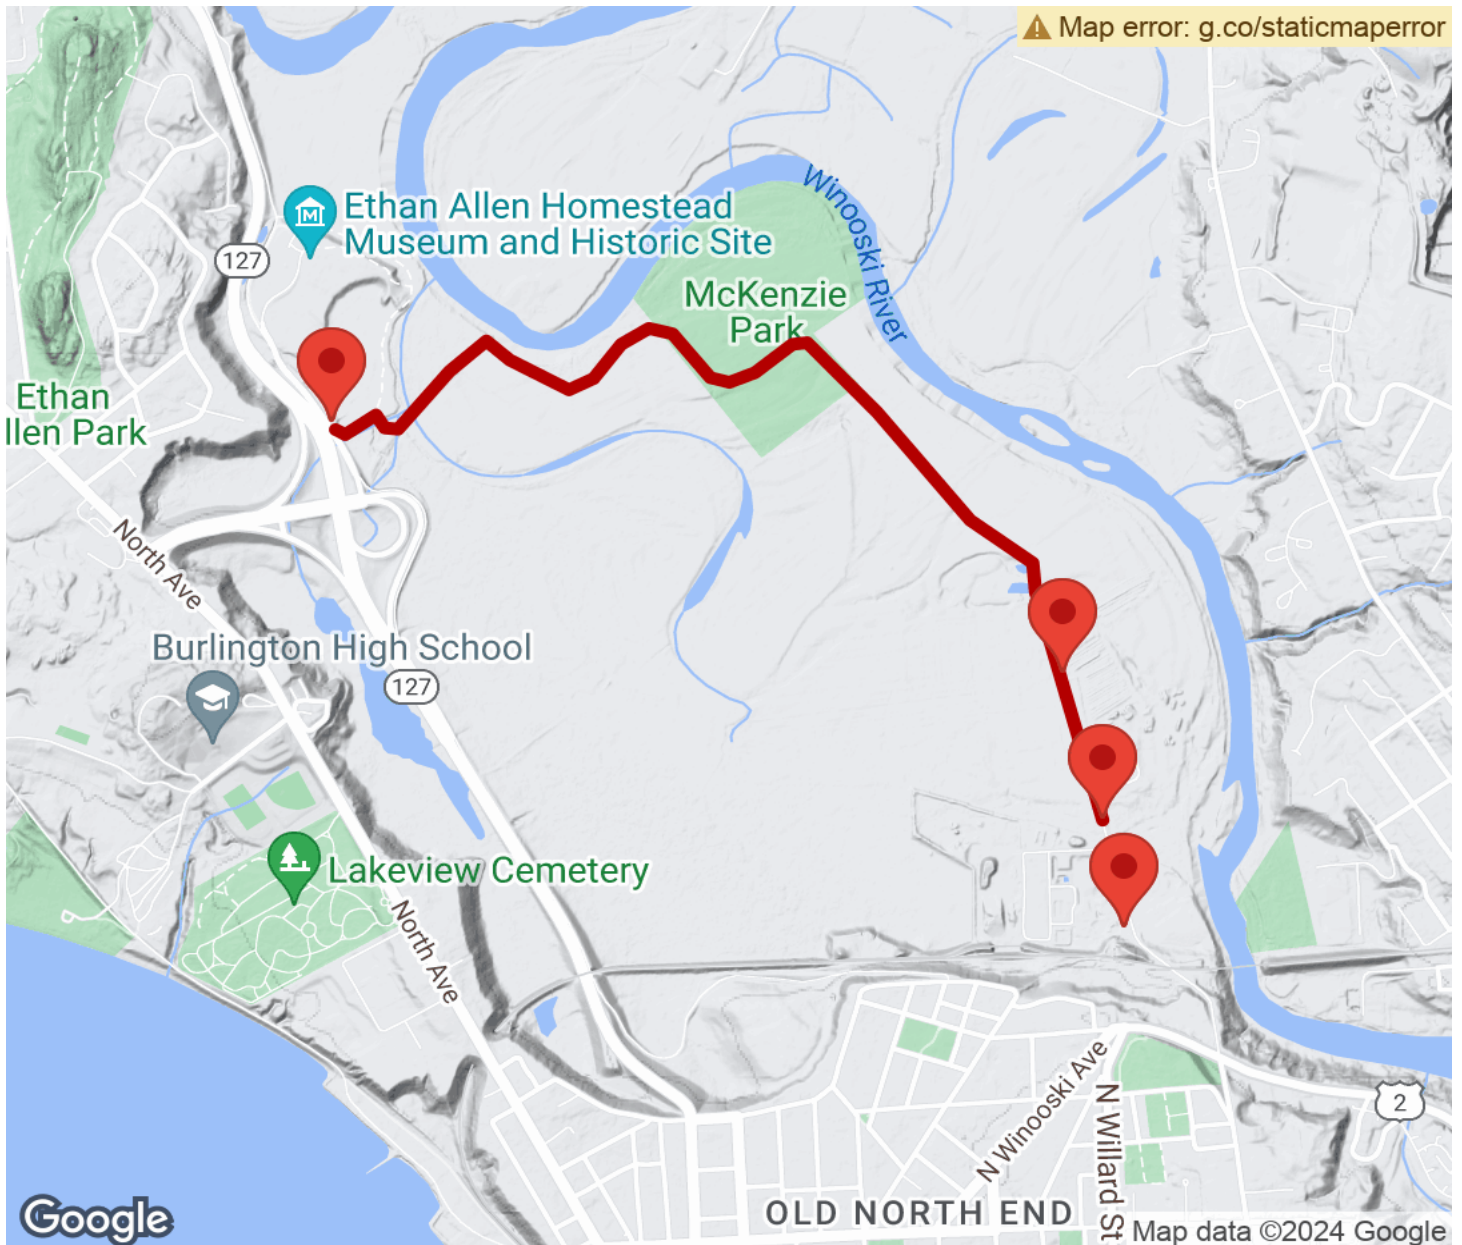 Map error: g.co/staticmaperror
Winooski River
Ethan Allen Homestead
Museum and Historic Site
127
McKenzie
Park
Ethan
llen Park
North Ave
Burlington High School
127
Lakeview Cemetery
North Ave
N Winooski Ave
N Willard St
2
OLD NORTH END
Google
Map data ©2024 Google